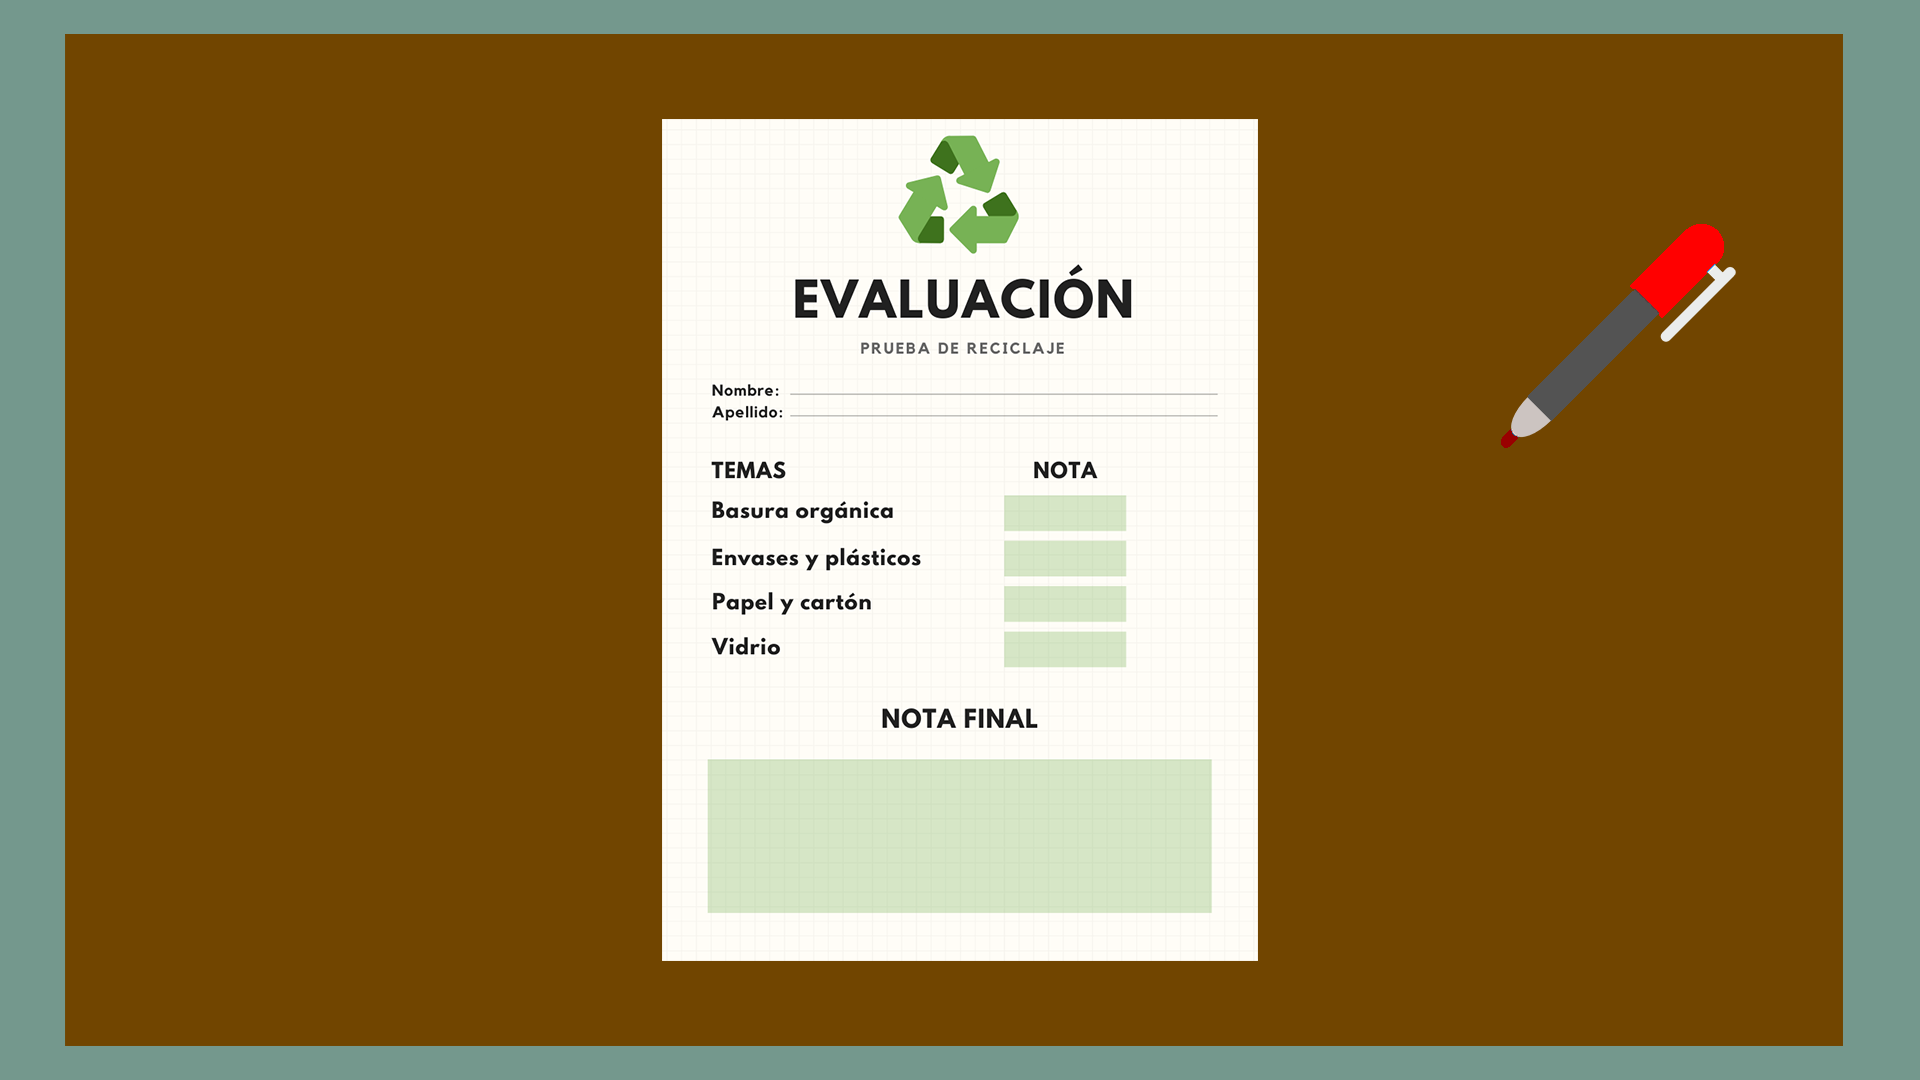 EVALUACIÓN
PRUEBA DE RECICLAJE
Nombre:
Apellido:
TEMAS NOTA
Basura orgánica
Envases y plásticos
Papel y cartón
Vidrio
NOTA FINAL